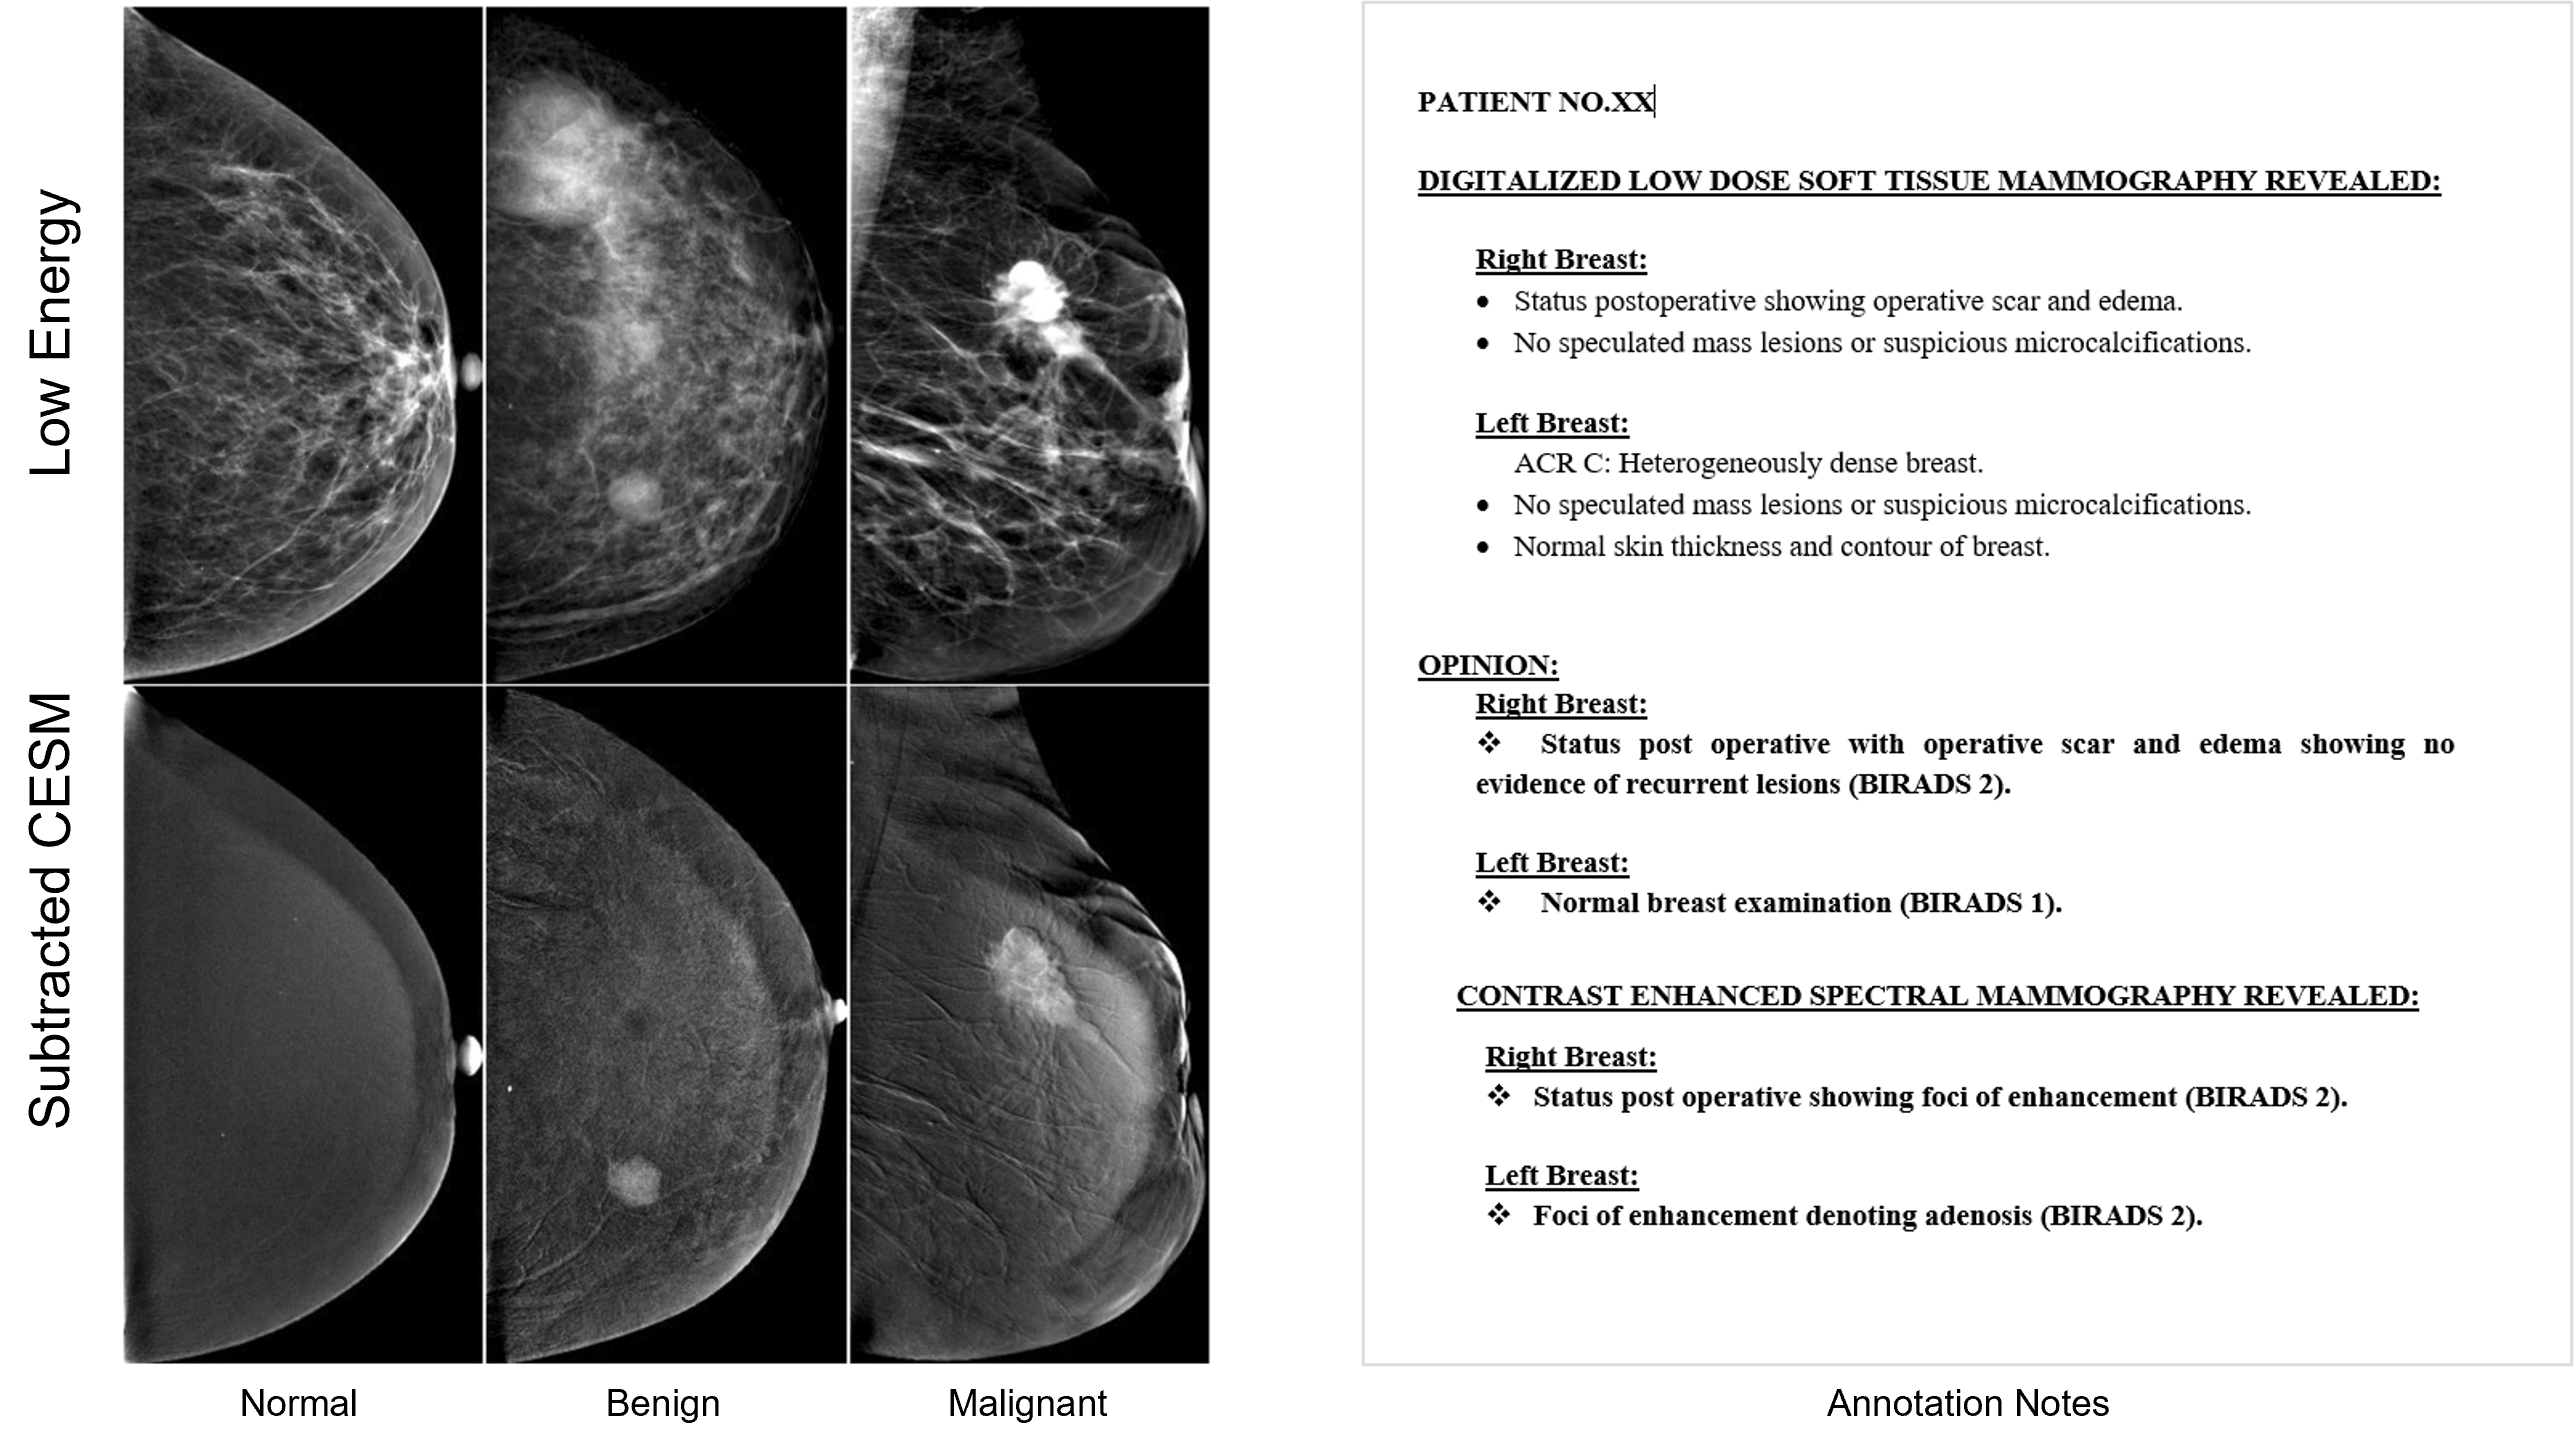 Low Energy
Subtracted CESM
Normal
Benign
Malignant
PATIENT NO.XX
DIGITALIZED LOW DOSE SOFT TISSUE MAMMOGRAPHY REVEALED:
Right Breast:
• Status postoperative showing operative scar and edema.
• No speculated mass lesions or suspicious microcalcifications.
Left Breast:
ACR C: Heterogeneously dense breast.
• No speculated mass lesions or suspicious microcalcifications.
• Normal skin thickness and contour of breast.
OPINION:
Right Breast:
❖ Status post operative with operative scar and edema showing no
evidence of recurrent lesions (BIRADS 2).
Left Breast:
❖ Normal breast examination (BIRADS 1).
CONTRAST ENHANCED SPECTRAL MAMMOGRAPHY REVEALED:
Right Breast:
❖ Status post operative showing foci of enhancement (BIRADS 2).
Left Breast:
❖ Foci of enhancement denoting adenosis (BIRADS 2).
Annotation Notes